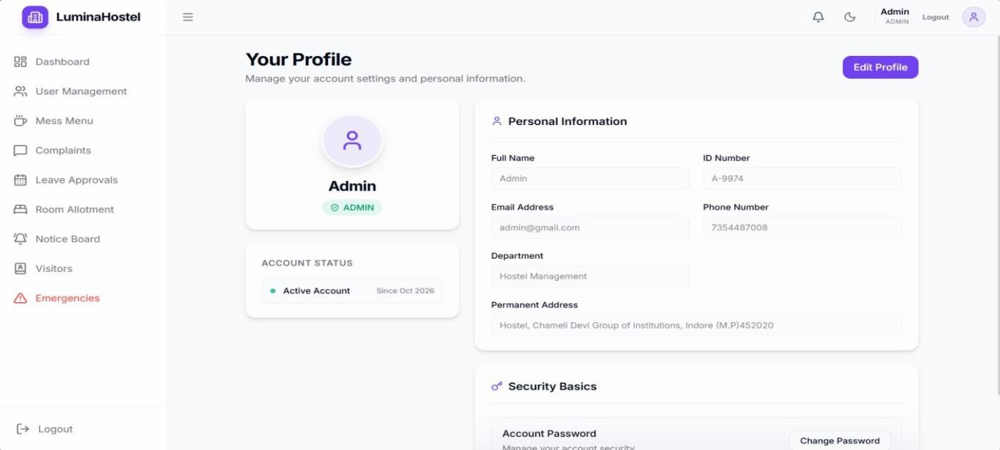 LuminaHostel
Admin
ADMIN
Logout
Dashboard
User Management
Mess Menu
Complaints
Leave Approvals
Room Allotment
Notice Board
Visitors
Emergencies
Logout
Your Profile
Manage your account settings and personal information.
Edit Profile
Admin
ADMIN
ACCOUNT STATUS
Active Account Since Oct 2026
Personal Information
Full Name ID Number
Admin A-9974
Email Address Phone Number
admin@gmail.com 7354487008
Department
Hostel Management
Permanent Address
Hostel, Chameli Devi Group of institutions, Indore (M.P)452020
Security Basics
Account Password
Manage your account security
Change Password